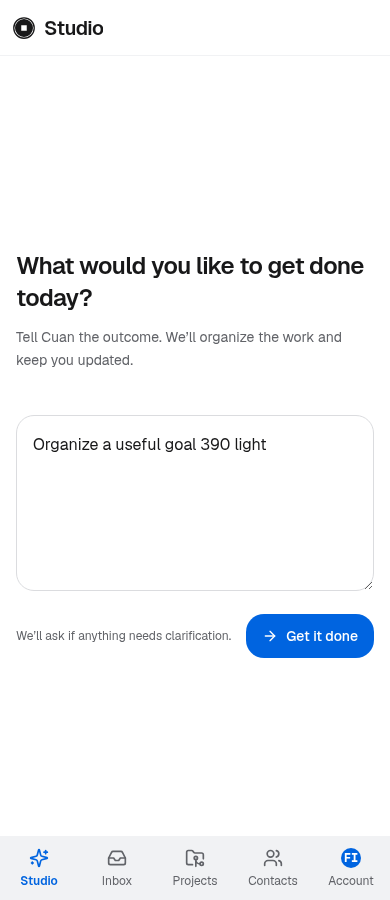 Studio
What would you like to get done
today?
Tell Cuan the outcome. We’ll organize the work and
keep you updated.
Organize a useful goal 390 light
We’ll ask if anything needs clarification.
Get it done
Studio
Inbox
Projects
Contacts
FI
Account